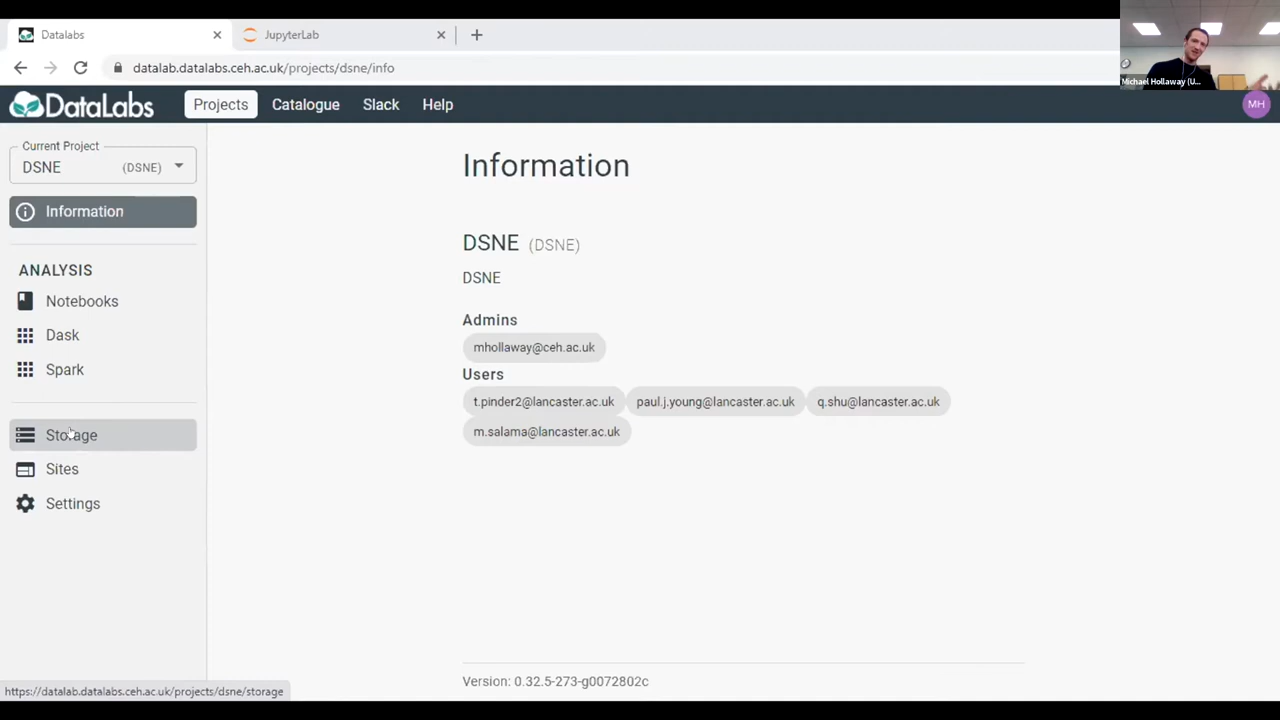 Datalabs
JupyterLab
datalab.datalabs.ceh.ac.uk/projects/dsne/info
Michael Hollaway (U...
DataLabs
Projects
Catalogue
Slack
Help
MH
Current Project
DSNE (DSNE)
Information
ANALYSIS
Notebooks
Dask
Spark
Storage
Sites
Settings
Information
DSNE (DSNE)
DSNE
Admins
mhollaway@ceh.ac.uk
Users
t.pinder2@lancaster.ac.uk paul.j.young@lancaster.ac.uk q.shu@lancaster.ac.uk
m.salama@lancaster.ac.uk
Version: 0.32.5-273-g0072802c
https://datalab.datalabs.ceh.ac.uk/projects/dsne/storage